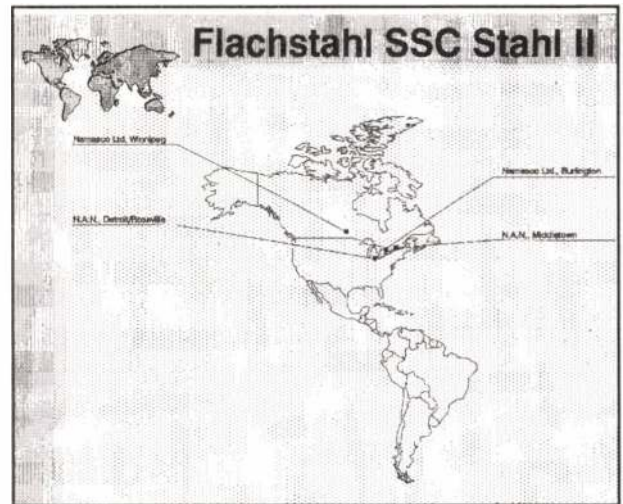 Flachstahl SSC Stahl II
Namasco Ltd, Winnipeg
Namasco Ltd., Burlington
N.A.N., Detroit/Roseville
N.A.N., Middletown